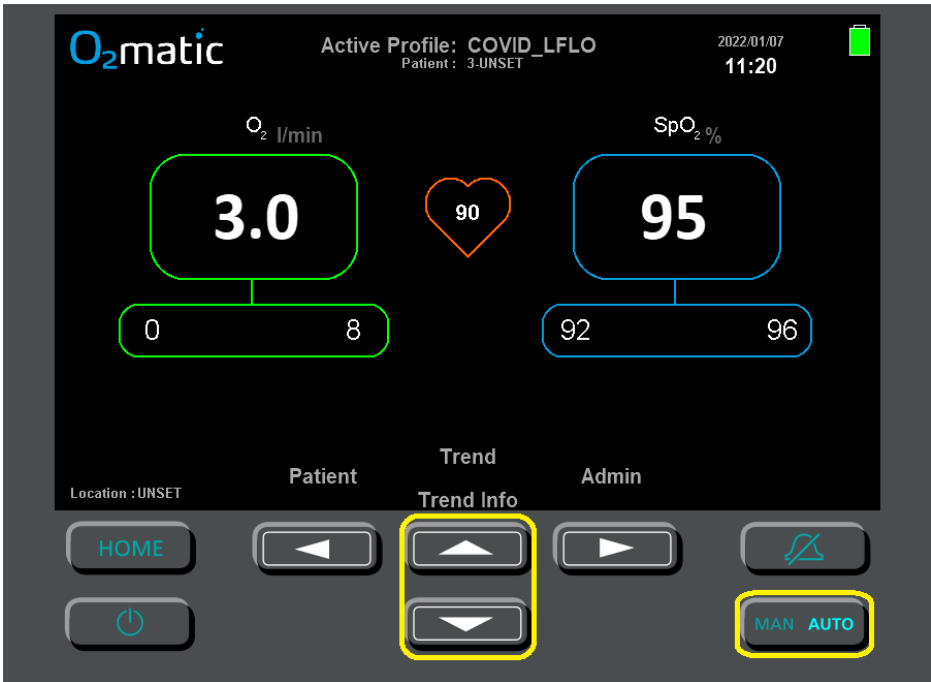 O2matic
Active Profile: COVID_LFLO
Patient : 3-UNSET
2022/01/07
11:20
O2 l/min
SpO2 %
3.0
90
95
0 8
92 96
Trend
Patient
Admin
Location : UNSET
Trend Info
HOME
MAN AUTO